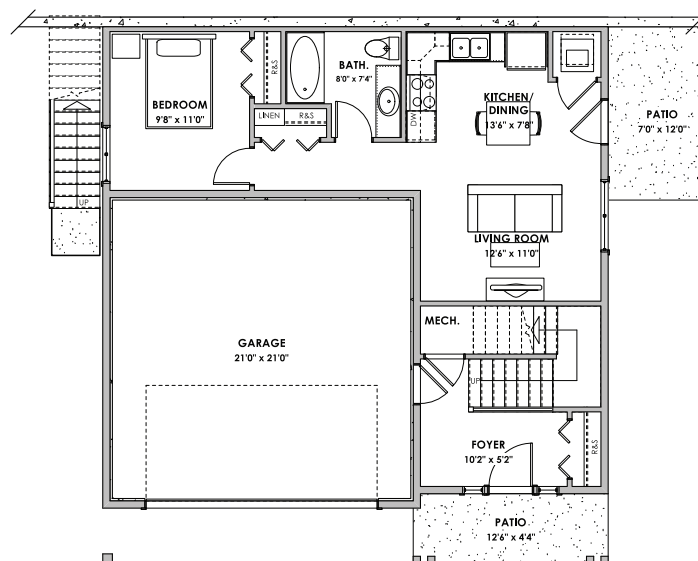 BEDROOM
9'8" x 11'0"
R&S
BATH.
8'0" x 7'4"
LINEN
R&S
DW
KITCHEN/
DINING
13'6" x 7'8"
PATIO
7'0" x 12'0"
UP
LIVING ROOM
12'6" x 11'0"
GARAGE
21'0" x 21'0"
MECH.
UP
FOYER
10'2" x 5'2"
R&S
PATIO
12'6" x 4'4"